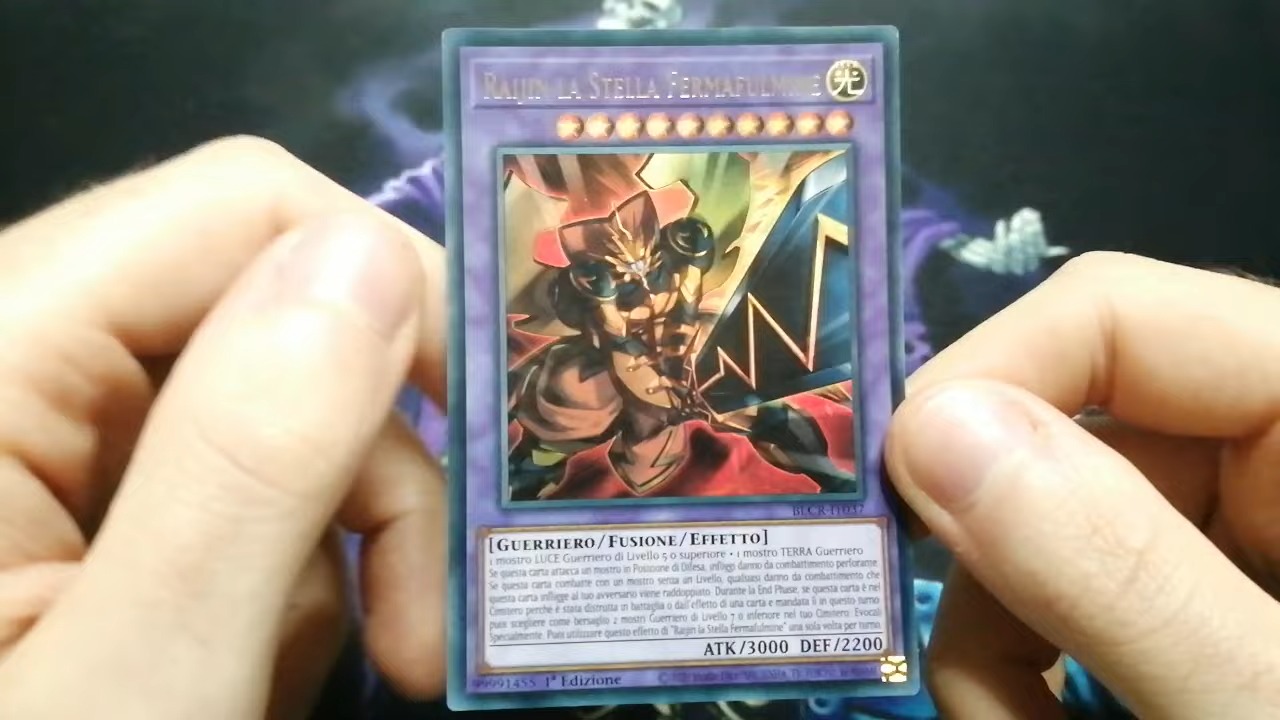 RAIJIN LA STELLA FERMAFULMINE
光
BLCR-IT037
[GUERRIERO/FUSIONE/EFFETTO]
1 mostro LUCE Guerriero di Livello 5 o superiore • 1 mostro TERRA Guerriero
Se questa carta attacca un mostro in Posizione di Difesa, infliggi danno da combattimento perforante.
Se questa carta combatte con un mostro senza un Livello, qualsiasi danno da combattimento che
questa carta infligge al tuo avversario viene raddoppiato. Durante la End Phase, se questa carta è nel
Cimitero perché è stata distrutta in battaglia o dall'effetto di una carta e mandata lì in questo turno:
puoi scegliere come bersaglio 2 mostri Guerriero di Livello 7 o inferiore nel tuo Cimitero; Evocali
Specialmente. Puoi utilizzare questo effetto di "Raijin la Stella Fermafulmine" una sola volta per turno.
ATK/3000 DEF/2200
99991455 1ª Edizione